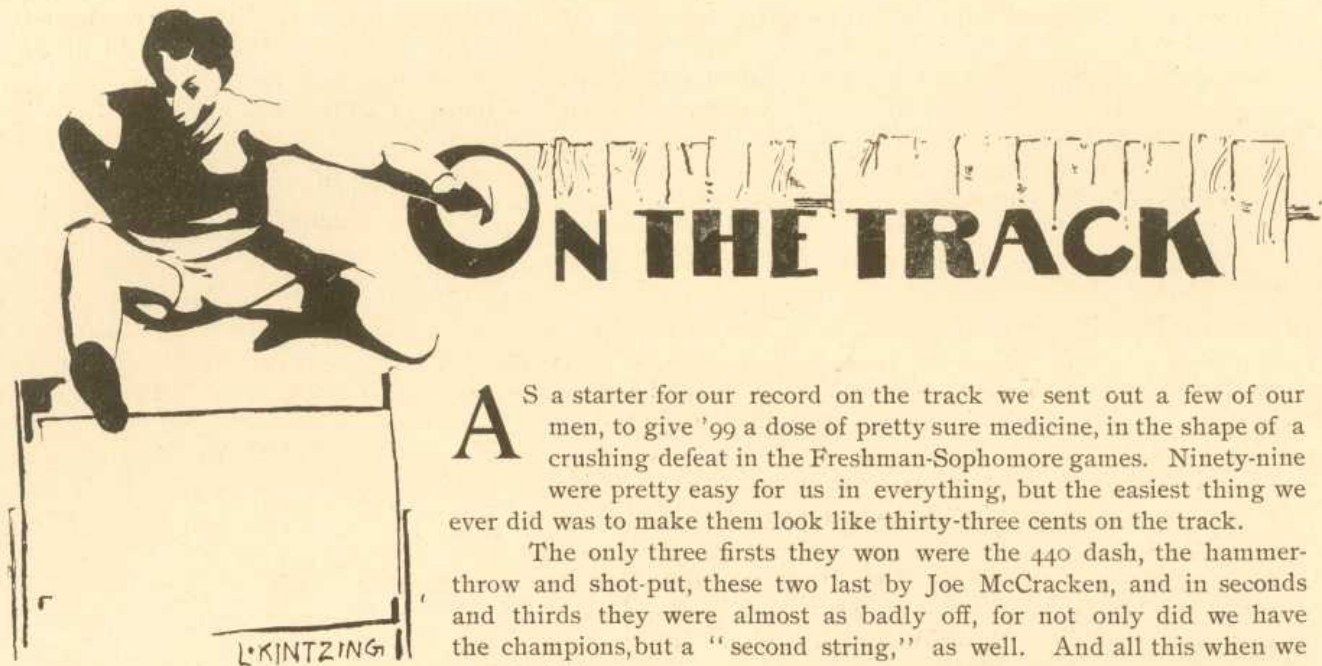 ON THE TRACK
AS a starter for our record on the track we sent out a few of our
men, to give '99 a dose of pretty sure medicine, in the shape of a
crushing defeat in the Freshman-Sophomore games. Ninety-nine
were pretty easy for us in everything, but the easiest thing we
ever did was to make them look like thirty-three cents on the track.
The only three firsts they won were the 440 dash, the hammer-
throw and shot-put, these two last by Joe McCracken, and in seconds
and thirds they were almost as badly off, for not only did we have
the champions, but a "second string," as well. And all this when we
L. KINTZING